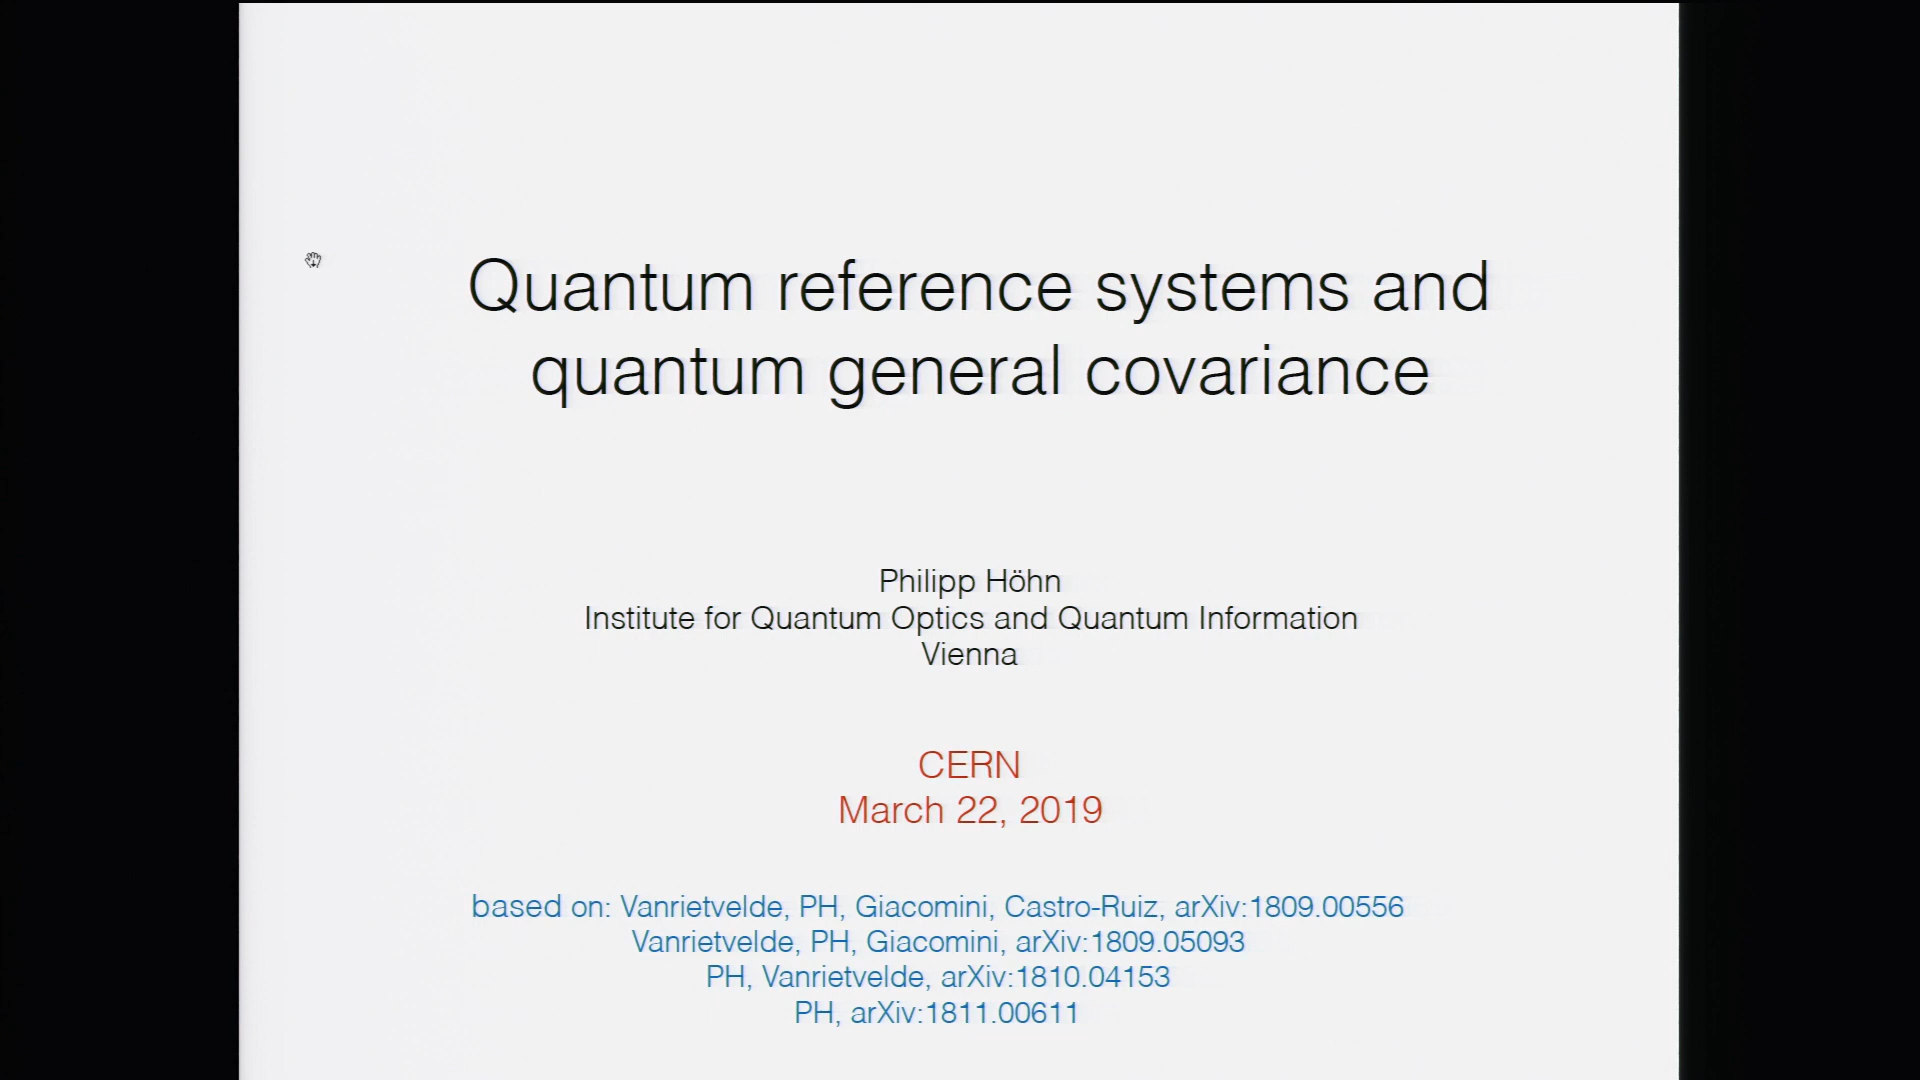 Quantum reference systems and
quantum general covariance
Philipp Höhn
Institute for Quantum Optics and Quantum Information
Vienna
CERN
March 22, 2019
based on: Vanrietvelde, PH, Giacomini, Castro-Ruiz, arXiv:1809.00556
Vanrietvelde, PH, Giacomini, arXiv:1809.05093
PH, Vanrietvelde, arXiv:1810.04153
PH, arXiv:1811.00611